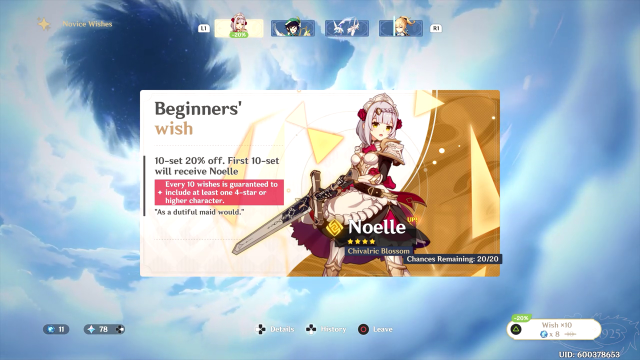 Novice Wishes
L1
-20%
R1
Beginners'
wish
10-set 20% off. First 10-set
will receive Noelle
Every 10 wishes is guaranteed to
include at least one 4-star or
higher character.
"As a dutiful maid would."
UP!
Noelle
Chivalric Blossom
Chances Remaining: 20/20
11
78
Details
History
Leave
-20%
Wish ×10
x 8
925
UID: 600378653